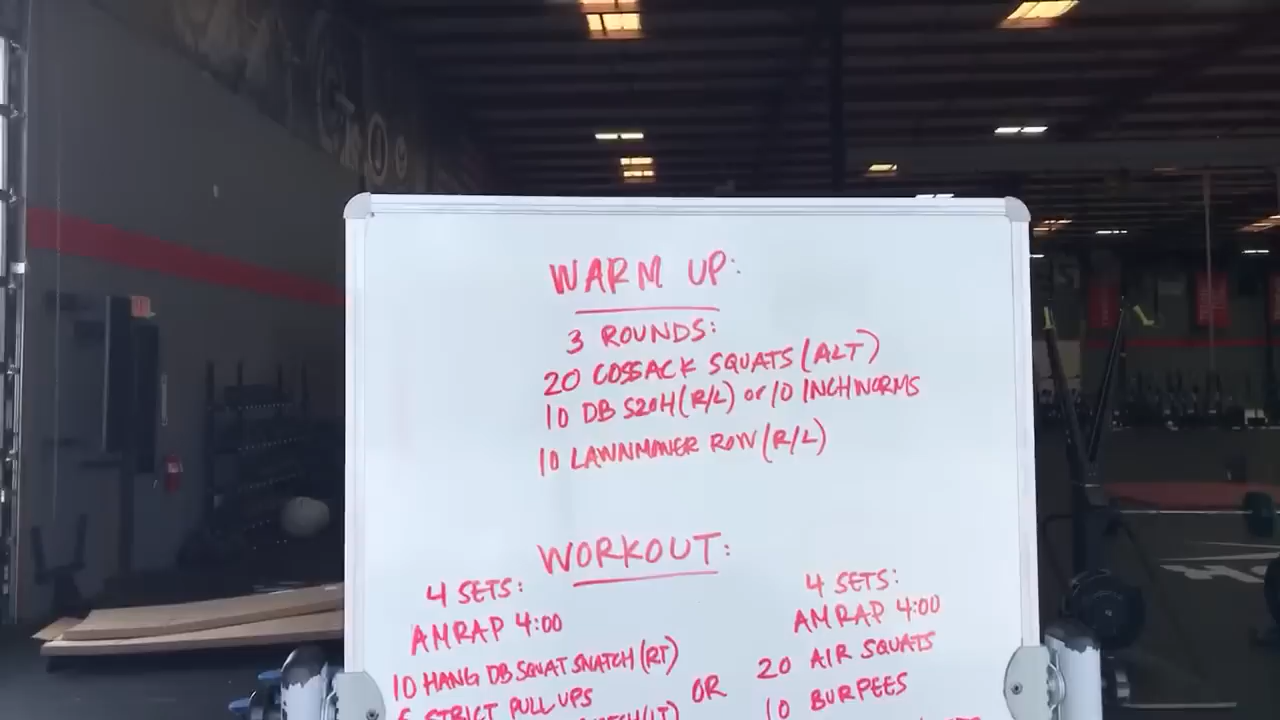 WARM UP:
3 ROUNDS:
20 COSSACK SQUATS (ALT)
10 DB S2OH (R/L) or 10 INCHWORMS
10 LAWNMOWER ROW (R/L)
WORKOUT:
4 SETS:
AMRAP 4:00
10 HANG DB SQUAT SNATCH (RT)
STRICT PULL UPS
OR
4 SETS:
AMRAP 4:00
20 AIR SQUATS
10 BURPEES